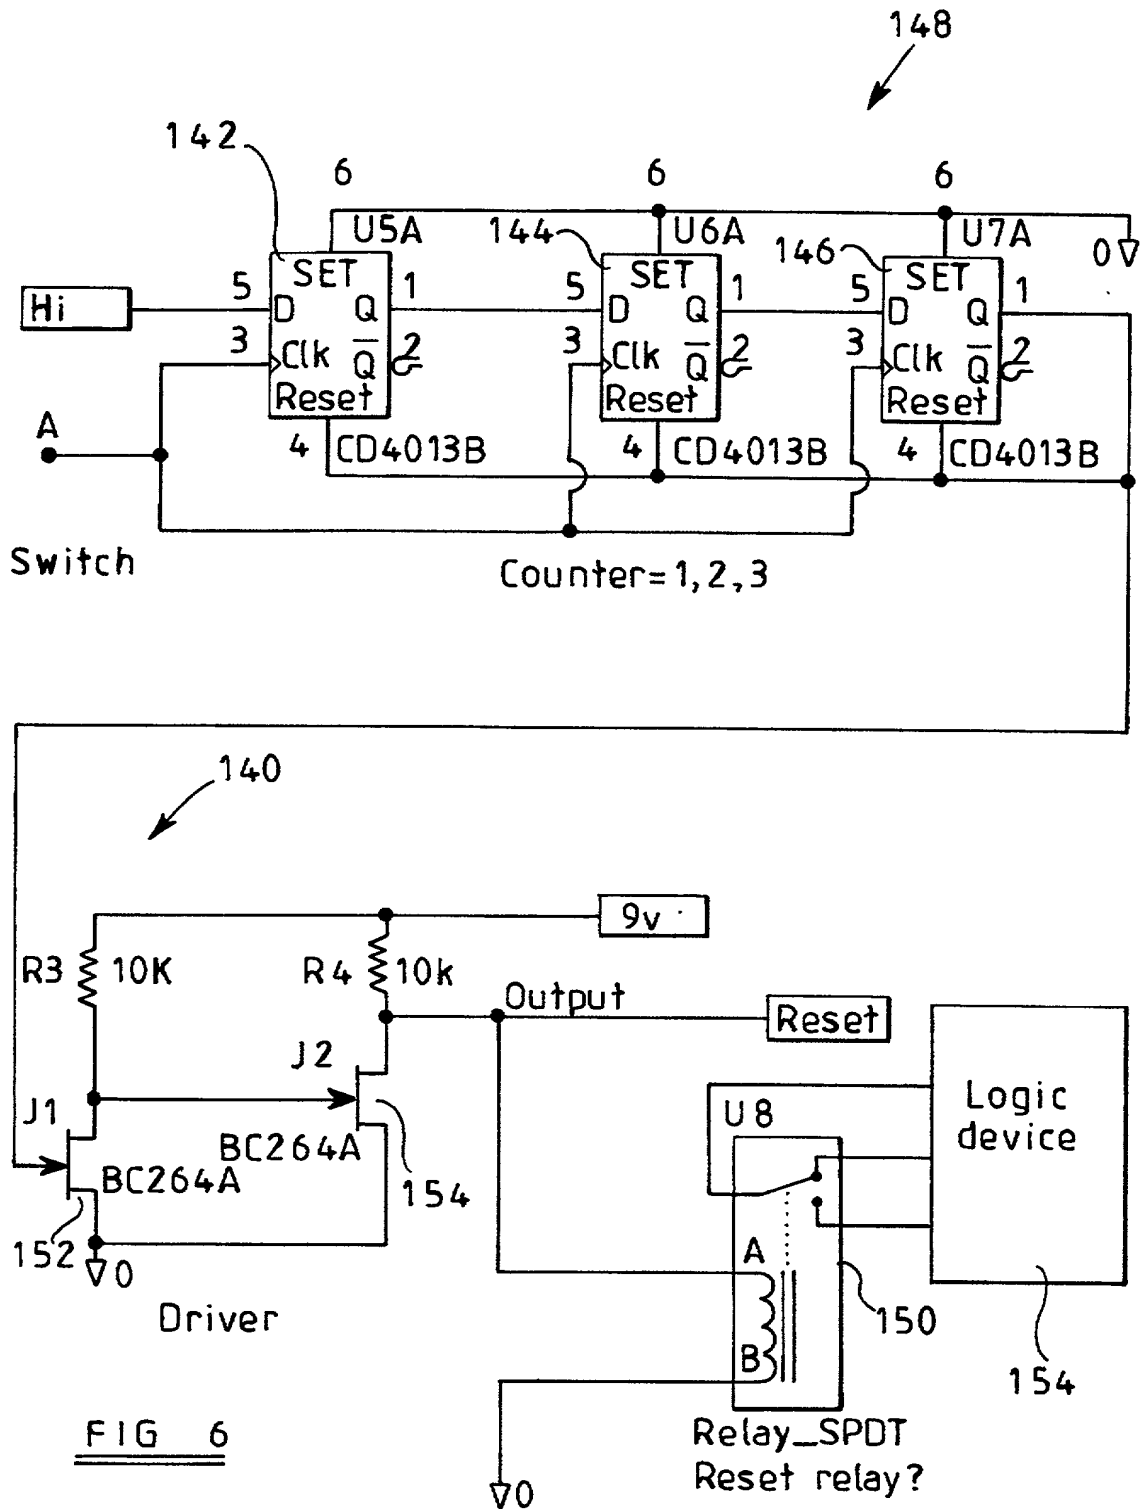 148
142
6
6
6
U5A
144
U6A
146
U7A
0
SET
SET
SET
Hi
5
D
Q
1
5
D
Q
1
5
D
Q
1
3
Clk
Q
2
3
Clk
Q
2
3
Clk
Q
2
Reset
Reset
Reset
A
4
CD4013B
4
CD4013B
4
CD4013B
Switch
Counter=1,2,3
140
9v
R3
10K
R4
10k
Output
Reset
J2
Logic
device
J1
U8
BC264A
BC264A
154
152
0
A
Driver
150
B
154
FIG 6
Relay_SPDT
Reset relay?
0